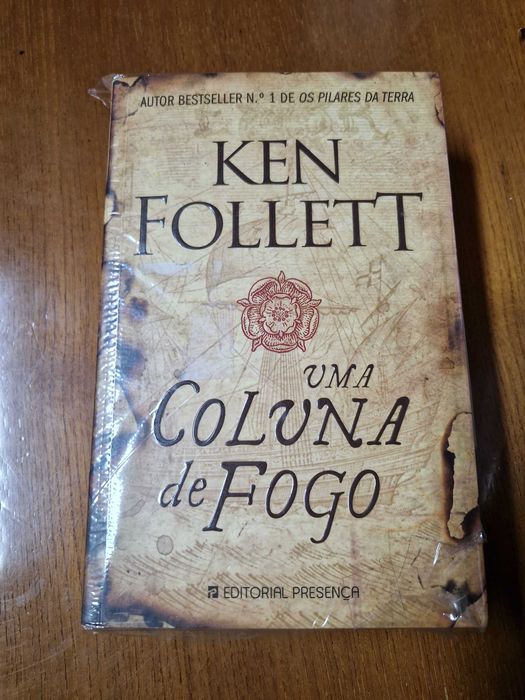 AUTOR BESTSELLER N.º 1 DE OS PILARES DA TERRA
KEN
FOLLETT
UMA
COLUNA
de FOGO
EDITORIAL PRESENÇA